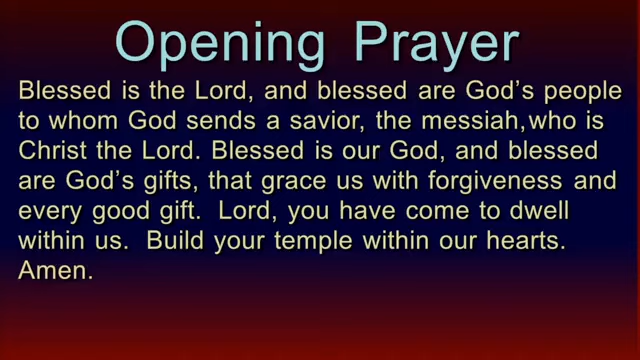 Opening Prayer
Blessed is the Lord, and blessed are God's people
to whom God sends a savior, the messiah, who is
Christ the Lord. Blessed is our God, and blessed
are God's gifts, that grace us with forgiveness and
every good gift. Lord, you have come to dwell
within us. Build your temple within our hearts.
Amen.